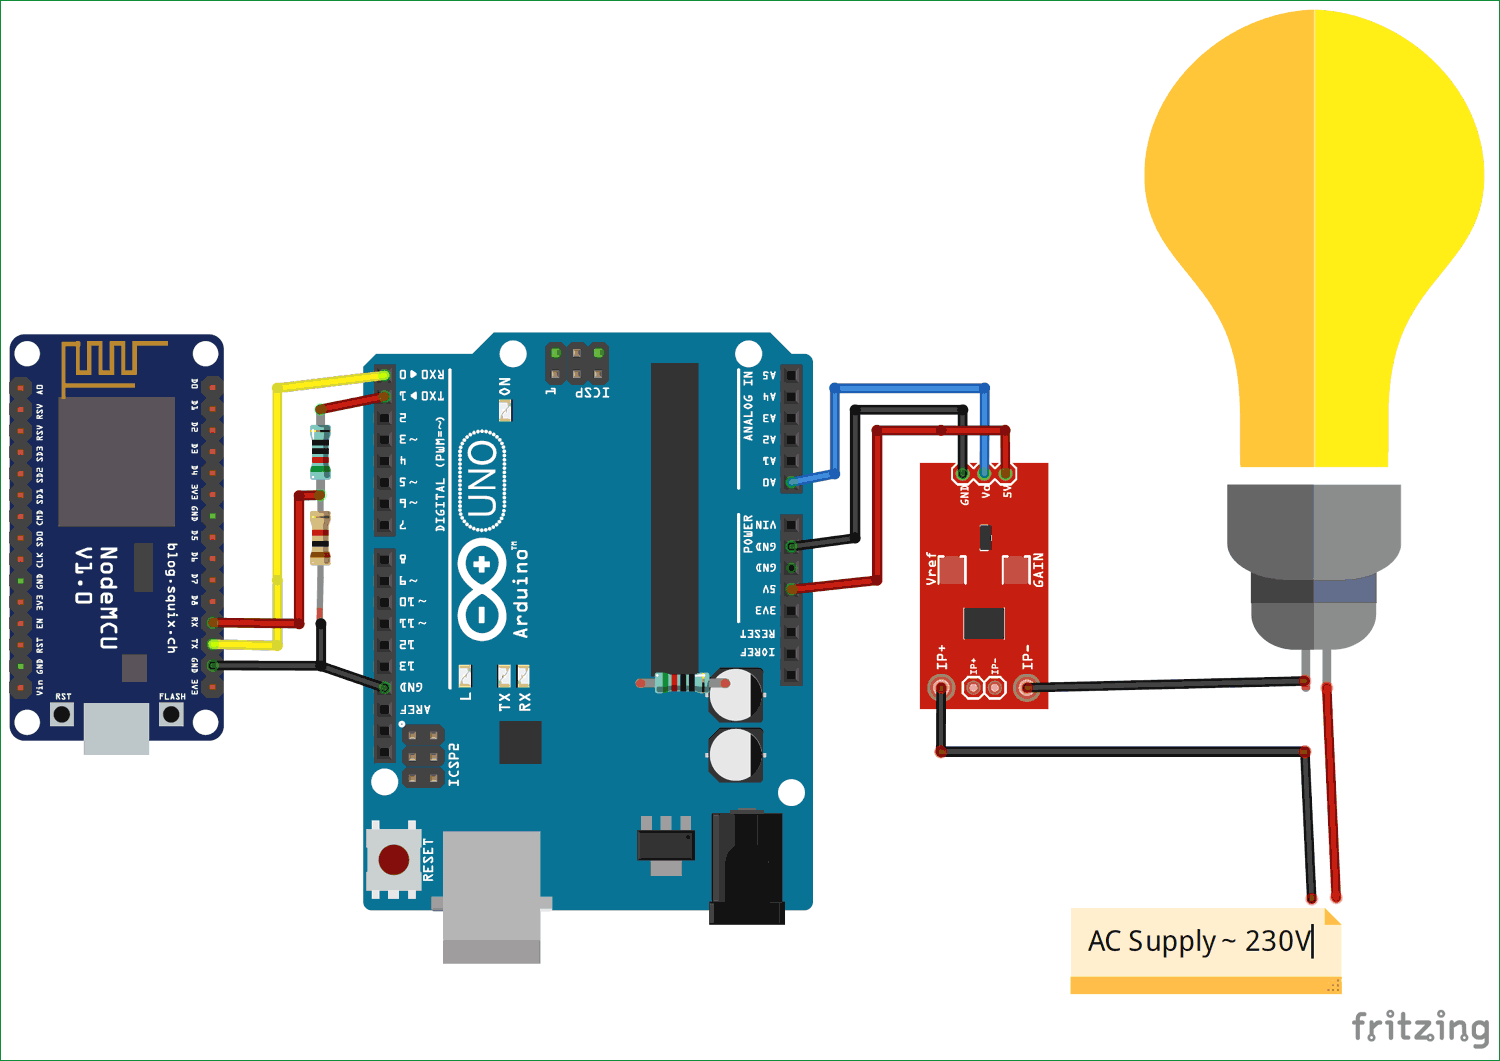 A0
RSV
RSV
SD3
SD2
SD1
CMD
SD0
CLK
GND
3V3
EN
RST
GND
Vin
D0
D1
D2
D3
D4
3V3
GND
D5
D6
D7
D8
RX
TX
GND
3V3
NodeMCU
V1.0
blog.squix.ch
RST
FLASH
RX0
0
TX0
1
2
~3
4
~5
~6
7
8
~9
~10
~11
12
13
GND
AREF
DIGITAL (PWM=~)
ON
1
ICSP
UNO
Arduino
TM
L
TX
RX
ICSP2
RESET
ANALOG IN
A5
A4
A3
A2
A1
A0
POWER
VIN
GND
GND
5V
3V3
RESET
IOREF
GND
Vo
5V
Vref
GAIN
IP+
IP+
IP-
IP-
AC Supply ~ 230V
fritzing